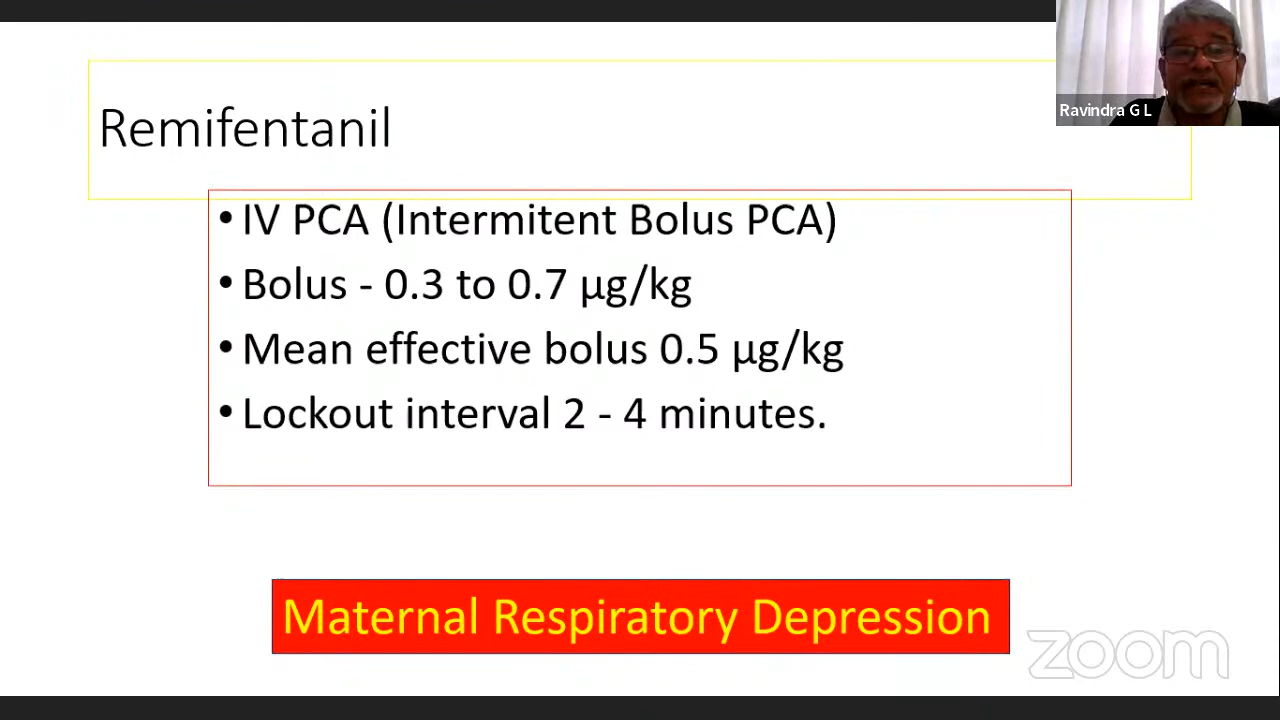 Ravindra G L
Remifentanil
• IV PCA (Intermitent Bolus PCA)
• Bolus - 0.3 to 0.7 µg/kg
• Mean effective bolus 0.5 µg/kg
• Lockout interval 2 - 4 minutes.
Maternal Respiratory Depression
zoom